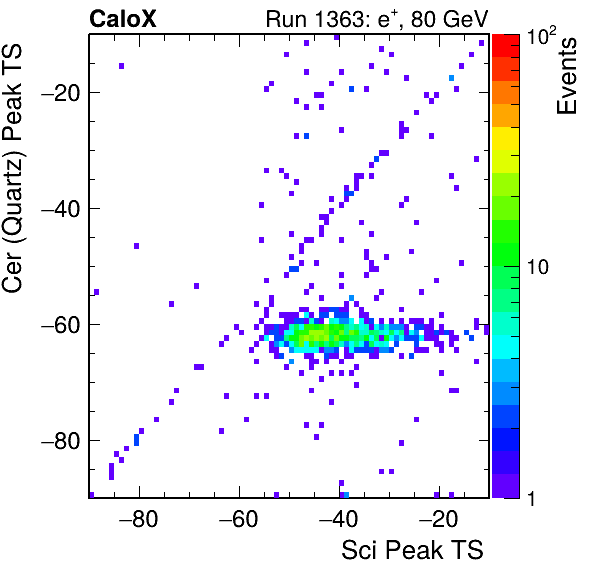 CaloX Run 1363: e⁺, 80 GeV
Cer (Quartz) Peak TS
−20
−40
−60
−80
−80 −60 −40 −20
Sci Peak TS
Events
10²
10
1